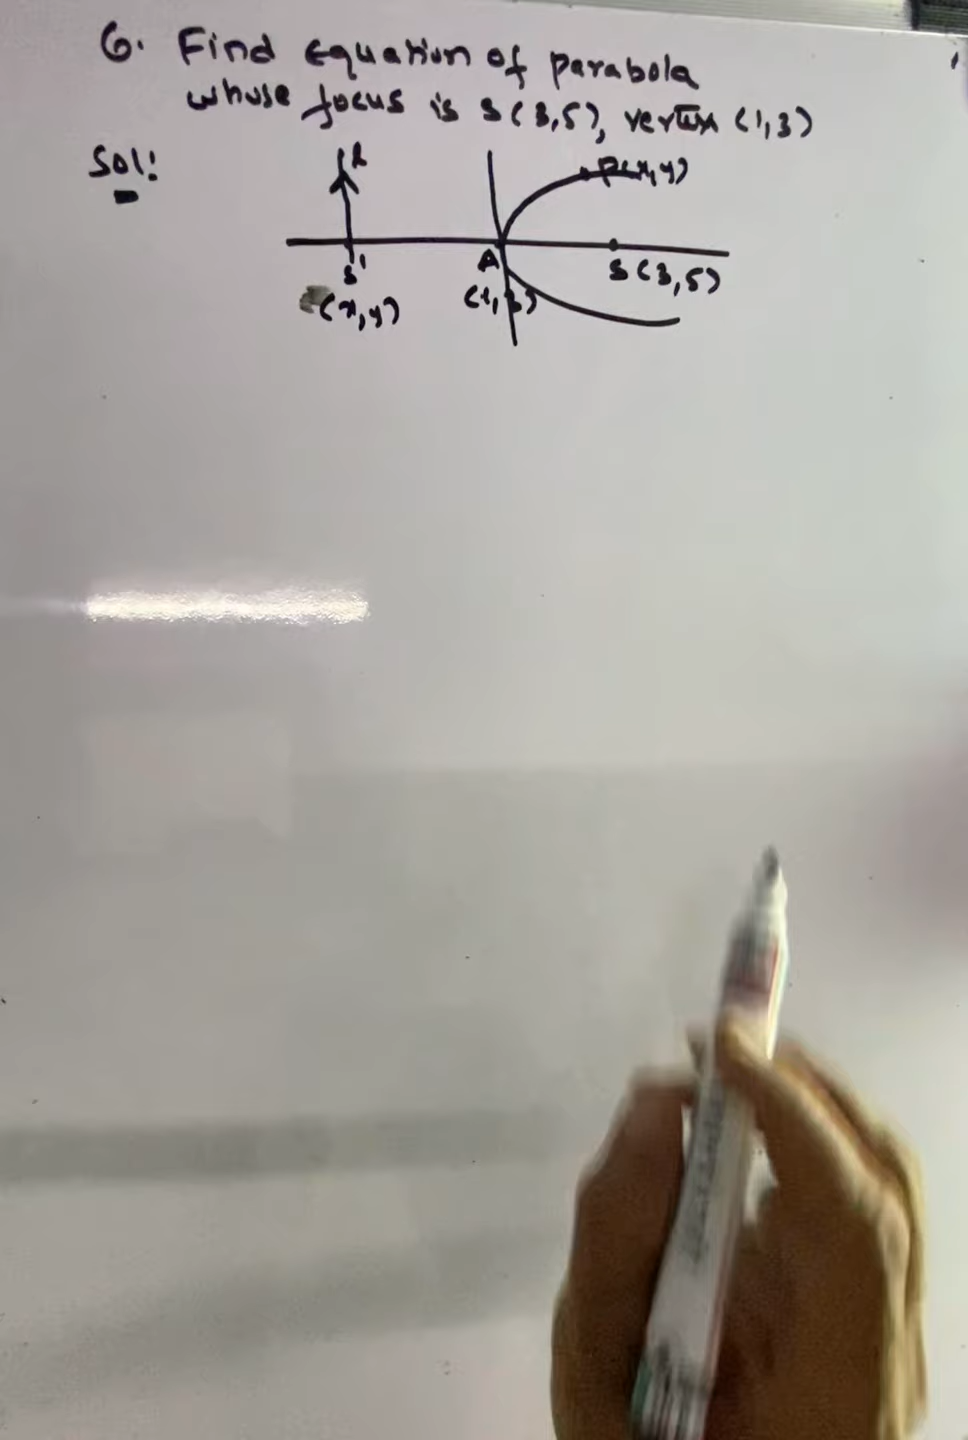 6. Find equation of parabola
whose focus is S(3,5), vertex (1,3)
Sol:
l
P(x,y)
S'
A
S(3,5)
(x,y)
(1,3)